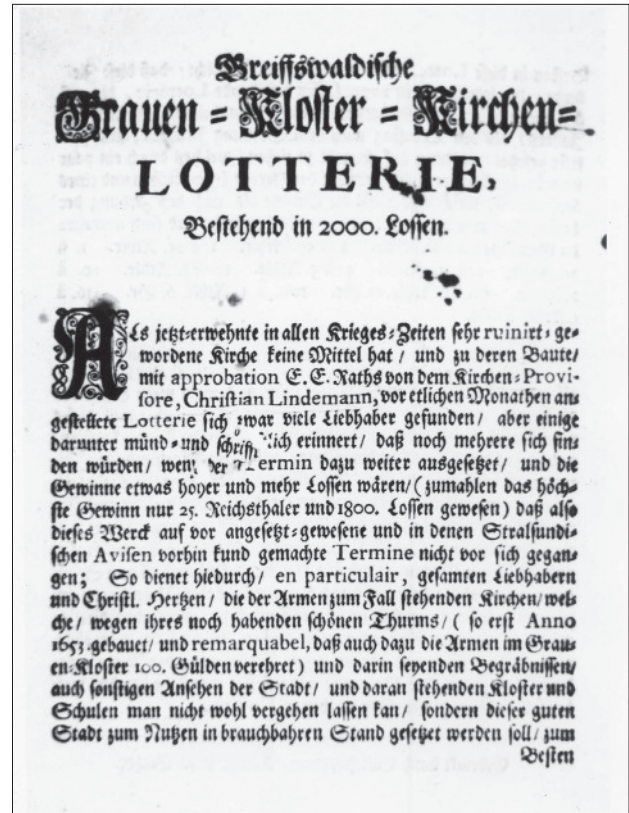 Greiffswaldische
Grauen-Kloster-Kirchen-
LOTTERIE,
Bestehend in 2000. Lossen.
ALs jetzt-erwehnte in allen Krieges-Zeiten sehr ruinirt-ge-
wordene Kirche keine Mittel hat / und zu deren Baute/
mit approbation E. E. Raths von dem Kirchen-Provi-
sore, Christian Lindemann, vor etlichen Monathen an-
gestellete Lotterie sich zwar viele Liebhaber gefunden / aber einige
darunter münd-und schrifftlich erinnert / daß noch mehrere sich fin-
den würden / wenn der Termin dazu weiter ausgesetzet / und die
Gewinne etwas höher und mehr Lossen wären / (zumahlen das höch-
ste Gewinn nur 25. Reichsthaler und 1800. Lossen gewesen) daß also
dieses Werck auf vor angesetzt-gewesene und in denen Stralsundi-
schen Avisen vorhin kund gemachte Termine nicht vor sich gegan-
gen; So dienet hiedurch / en particulair, gesamten Liebhabern
und Christl. Hertzen / die der Armen zum Fall stehenden Kirchen / wel-
che / wegen ihres noch habenden schönen Thurms / ( so erst Anno
1653 gebauet / und remarquabel, daß auch dazu die Armen im Grau-
en-Kloster 100. Gülden verehret ) und darin seyenden Begräbnissen/
auch sonstigen Ansehen der Stadt / und daran stehenden Kloster und
Schulen man nicht wohl vergehen lassen kan / sondern dieser guten
Stadt zum Nutzen in brauchbahren Stand gesetzet werden soll / zum
Besten